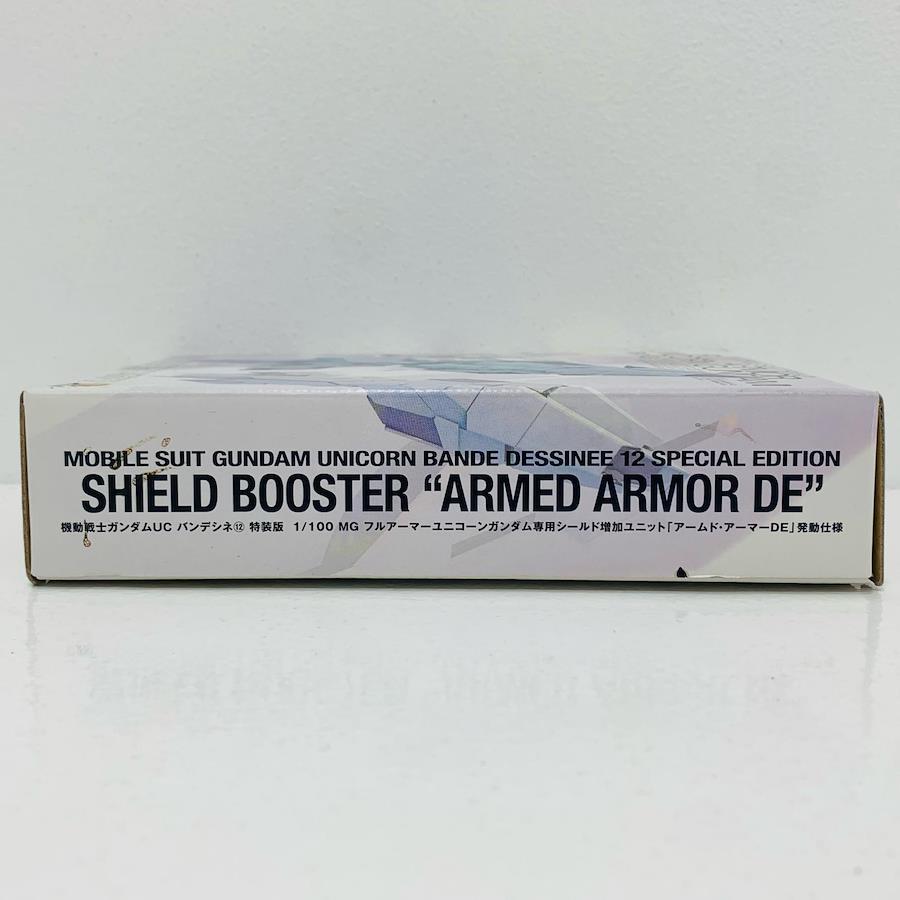 MOBILE SUIT GUNDAM UNICORN BANDE DESSINEE 12 SPECIAL EDITION
SHIELD BOOSTER “ARMED ARMOR DE”
機動戦士ガンダムUC バンデシネ⑫ 特装版 1/100 MG フルアーマーユニコーンガンダム専用シールド増加ユニット「アームド・アーマーDE」発動仕様